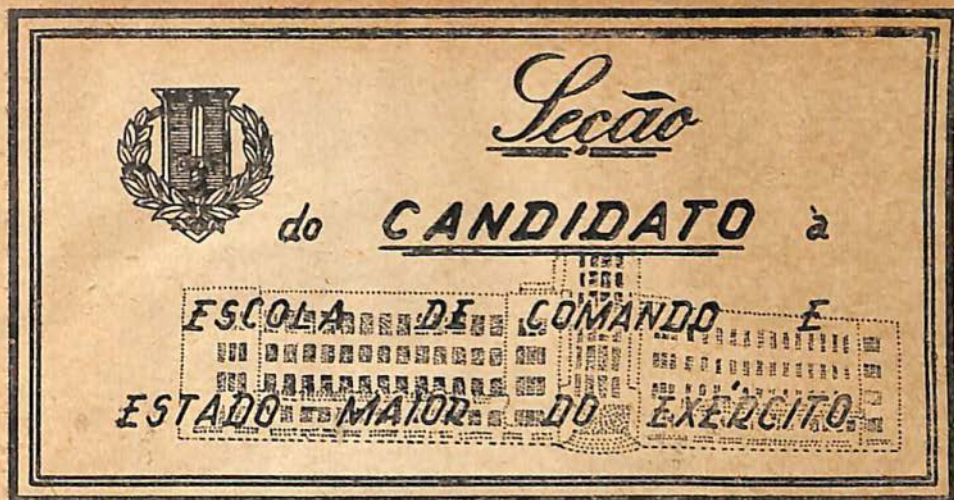 Seção
do CANDIDATO à
ESCOLA DE COMANDO E
ESTADO MAIOR DO EXÉRCITO